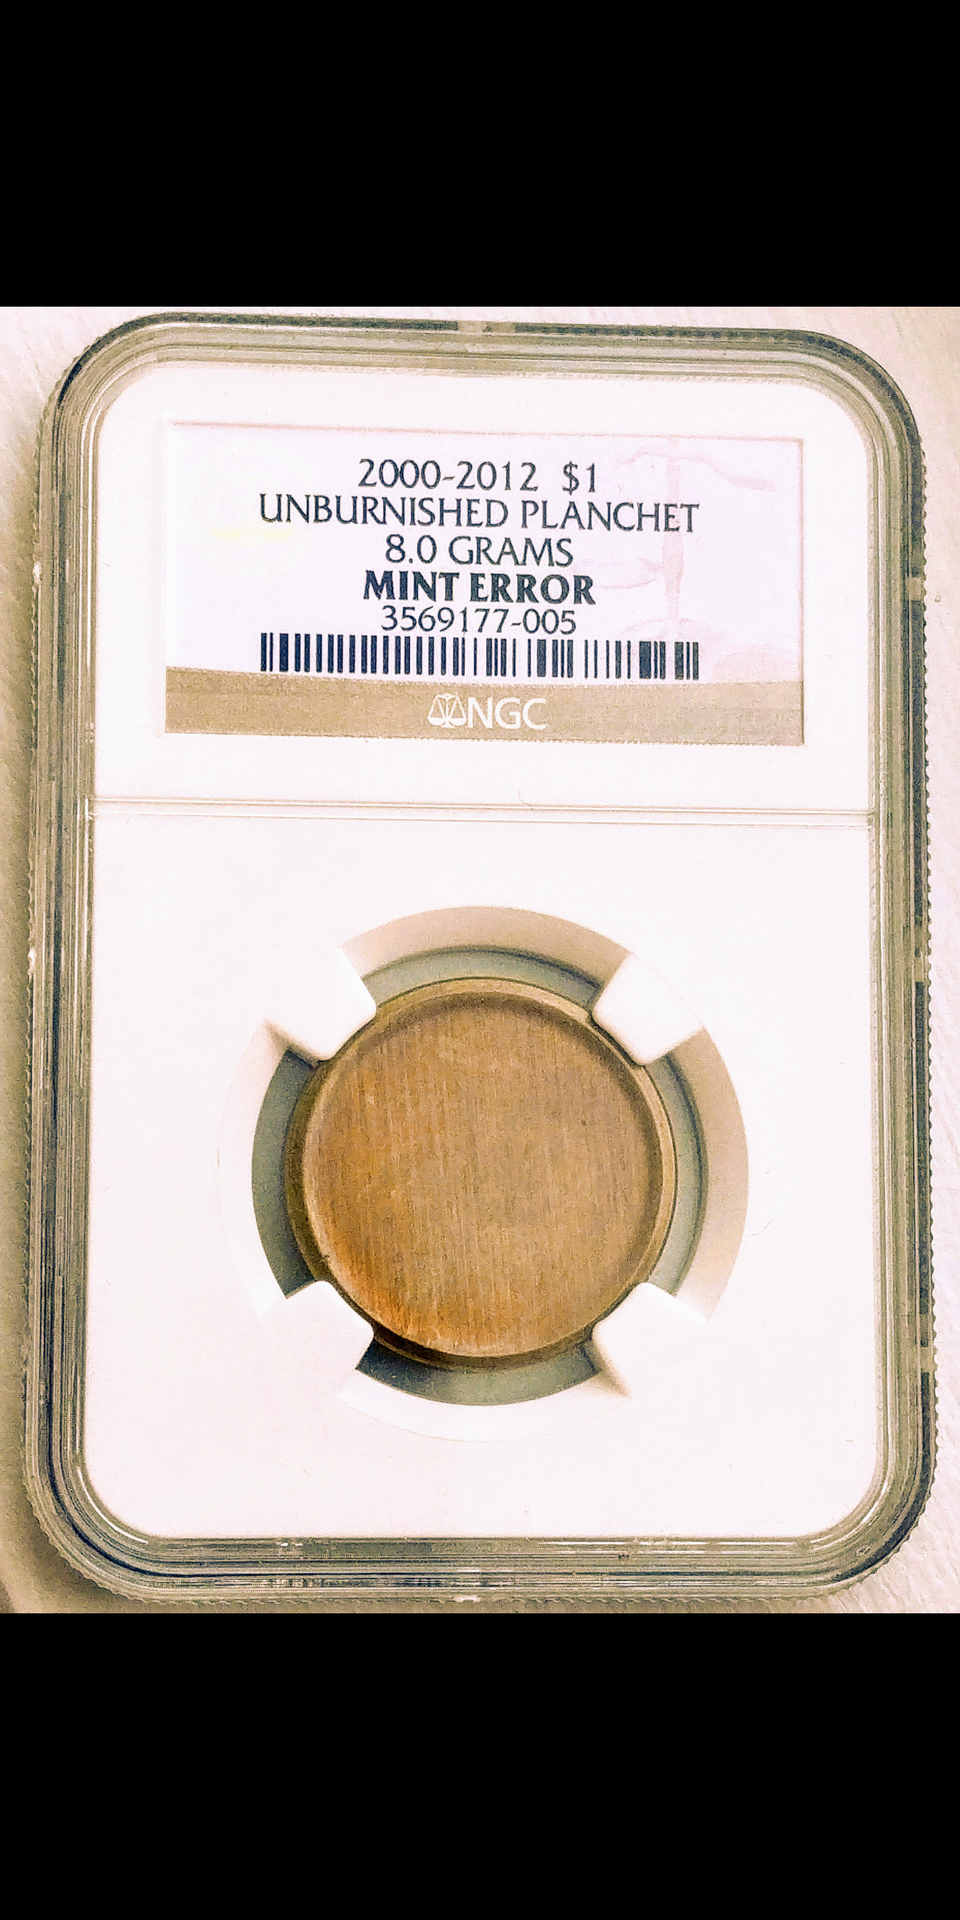 2000-2012 $1
UNBURNISHED PLANCHET
8.0 GRAMS
MINT ERROR
3569177-005
NGC